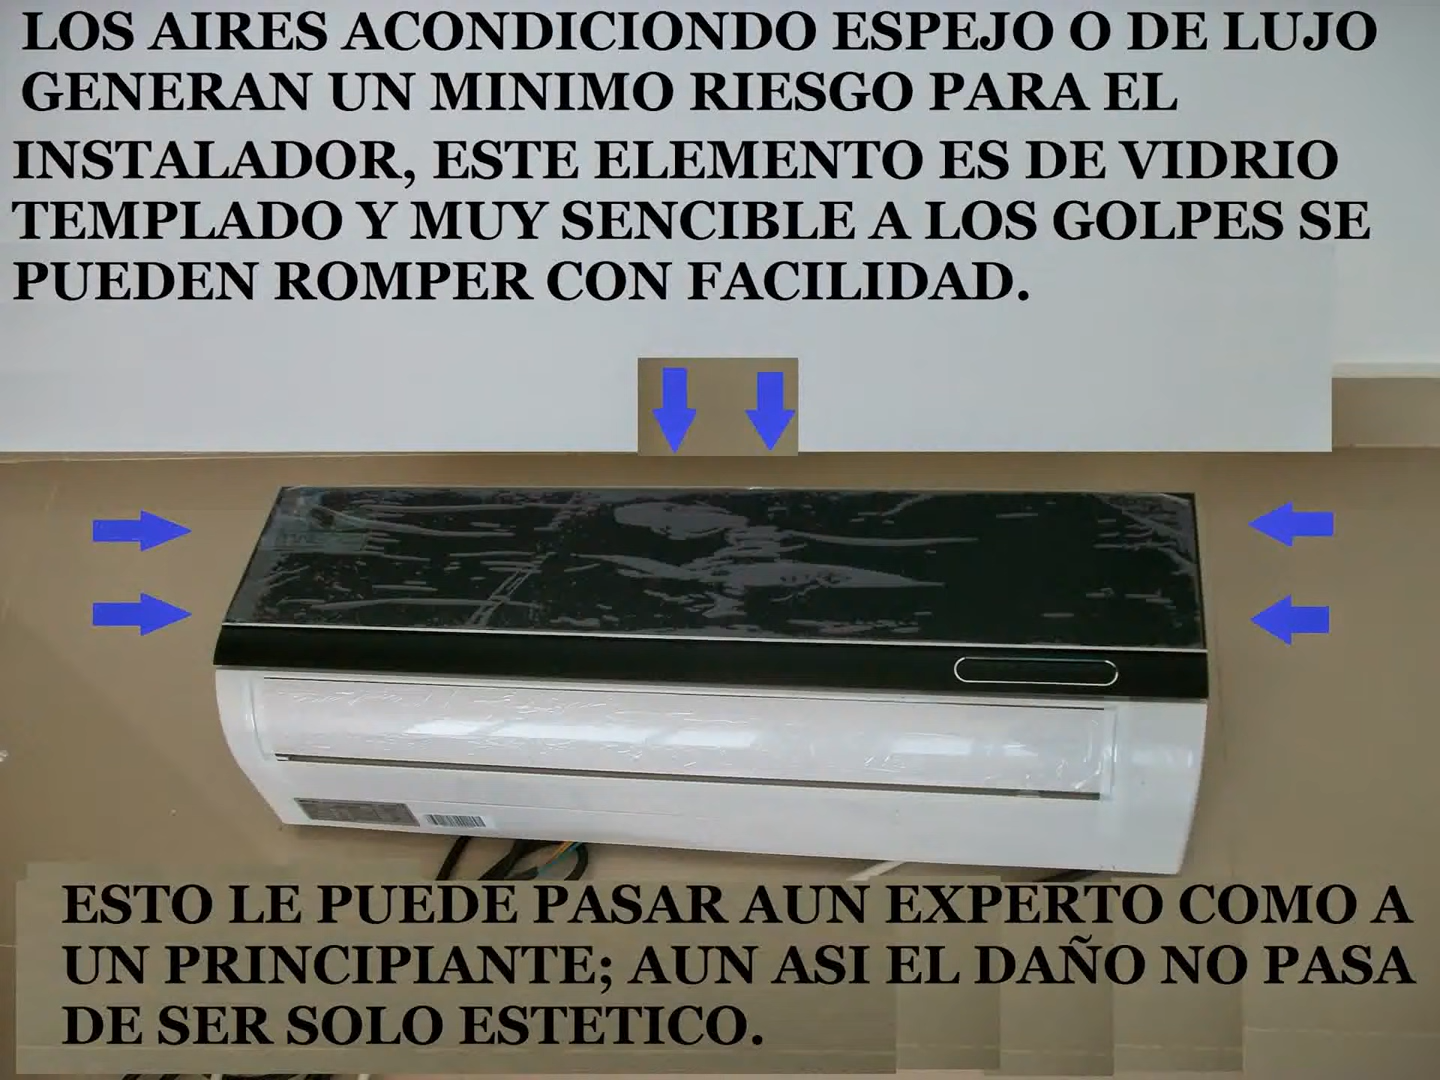 LOS AIRES ACONDICIONDO ESPEJO O DE LUJO
GENERAN UN MINIMO RIESGO PARA EL
INSTALADOR, ESTE ELEMENTO ES DE VIDRIO
TEMPLADO Y MUY SENCIBLE A LOS GOLPES SE
PUEDEN ROMPER CON FACILIDAD.
ESTO LE PUEDE PASAR AUN EXPERTO COMO A
UN PRINCIPIANTE; AUN ASI EL DAÑO NO PASA
DE SER SOLO ESTETICO.